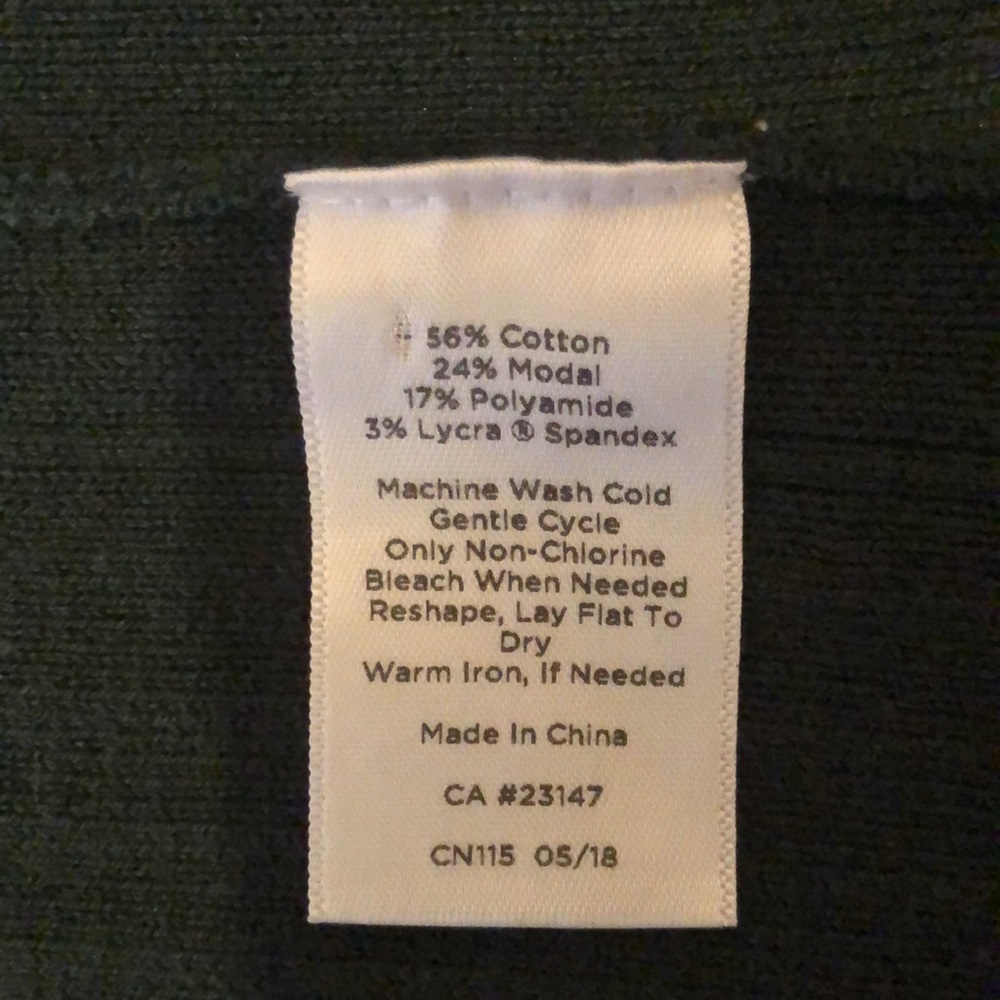 56% Cotton
24% Modal
17% Polyamide
3% Lycra ® Spandex
Machine Wash Cold
Gentle Cycle
Only Non-Chlorine
Bleach When Needed
Reshape, Lay Flat To
Dry
Warm Iron, If Needed
Made In China
CA #23147
CN115 05/18